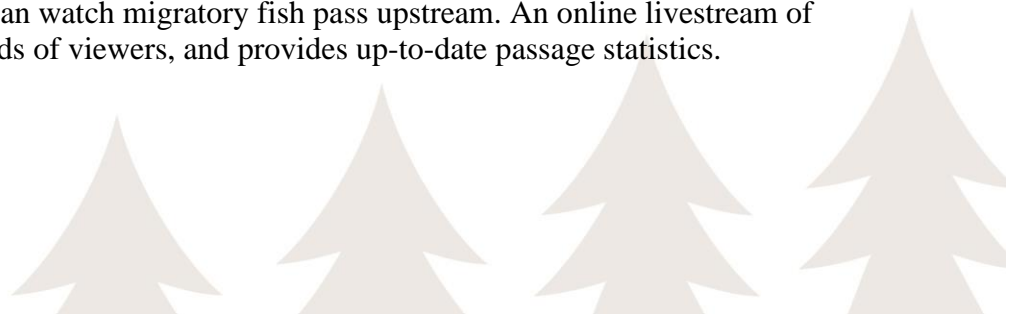 an watch migratory fish pass upstream. An online livestream of
ds of viewers, and provides up-to-date passage statistics.